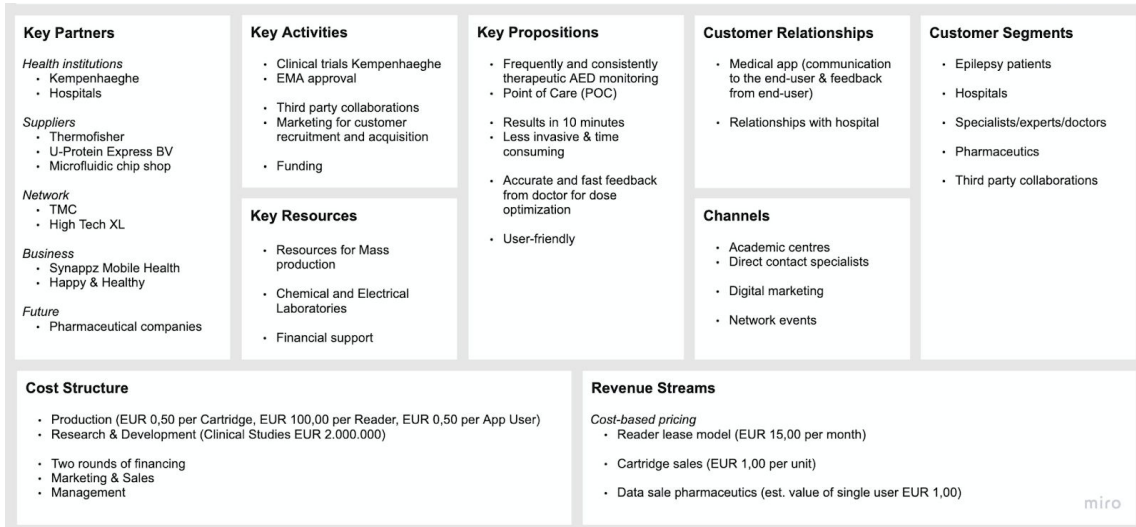 Key Partners
Health institutions
• Kempenhaeghe
• Hospitals
Suppliers
• Thermofisher
• U-Protein Express BV
• Microfluidic chip shop
Network
• TMC
• High Tech XL
Business
• Synappz Mobile Health
• Happy & Healthy
Future
• Pharmaceutical companies
Key Activities
• Clinical trials Kempenhaeghe
• EMA approval
• Third party collaborations
• Marketing for customer
recruitment and acquisition
• Funding
Key Resources
• Resources for Mass
production
• Chemical and Electrical
Laboratories
• Financial support
Key Propositions
• Frequently and consistently
therapeutic AED monitoring
• Point of Care (POC)
• Results in 10 minutes
• Less invasive & time
consuming
• Accurate and fast feedback
from doctor for dose
optimization
• User-friendly
Customer Relationships
• Medical app (communication
to the end-user & feedback
from end-user)
• Relationships with hospital
Channels
• Academic centres
• Direct contact specialists
• Digital marketing
• Network events
Customer Segments
• Epilepsy patients
• Hospitals
• Specialists/experts/doctors
• Pharmaceutics
• Third party collaborations
Cost Structure
• Production (EUR 0,50 per Cartridge, EUR 100,00 per Reader, EUR 0,50 per App User)
• Research & Development (Clinical Studies EUR 2.000.000)
• Two rounds of financing
• Marketing & Sales
• Management
Revenue Streams
Cost-based pricing
• Reader lease model (EUR 15,00 per month)
• Cartridge sales (EUR 1,00 per unit)
• Data sale pharmaceutics (est. value of single user EUR 1,00)
miro